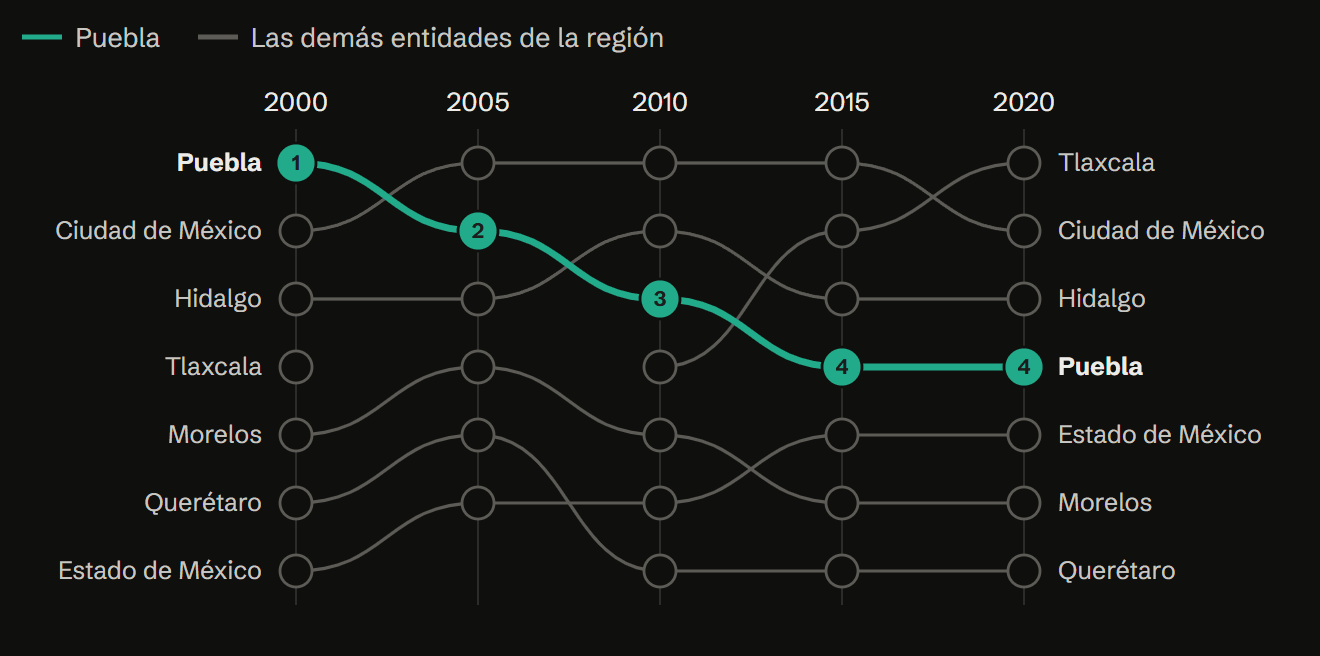 Puebla Las demás entidades de la región
2000 2005 2010 2015 2020
Puebla 1 Tlaxcala
Ciudad de México 2 Ciudad de México
Hidalgo 3 Hidalgo
Tlaxcala 4 4 Puebla
Morelos Estado de México
Querétaro Morelos
Estado de México Querétaro